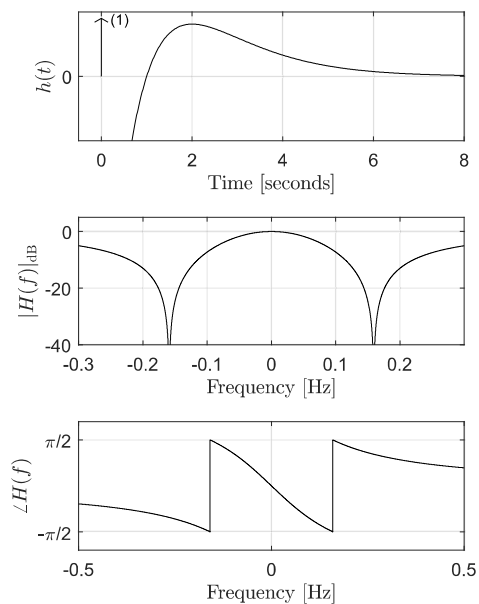 (1)
h(t)
0
0 2 4 6 8
Time [seconds]
|H(f)|dB
0
-20
-40
-0.3 -0.2 -0.1 0 0.1 0.2
Frequency [Hz]
∠H(f)
π/2
-π/2
-0.5 0 0.5
Frequency [Hz]